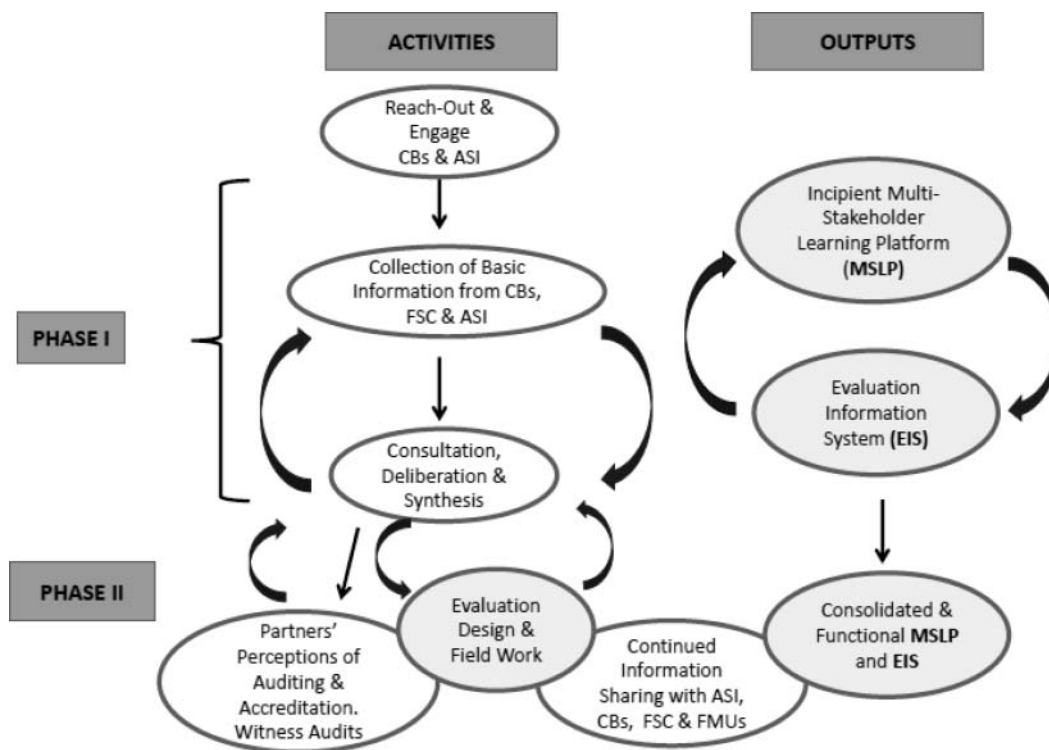 ACTIVITIES
OUTPUTS
Reach-Out &
Engage
CBs & ASI
Incipient Multi-
Stakeholder
Learning Platform
(MSLP)
Collection of Basic
Information from CBs,
FSC & ASI
PHASE I
Evaluation
Information
System (EIS)
Consultation,
Deliberation &
Synthesis
PHASE II
Partners’
Perceptions of
Auditing &
Accreditation.
Witness Audits
Evaluation
Design &
Field Work
Continued
Information
Sharing with ASI,
CBs, FSC & FMUs
Consolidated &
Functional MSLP
and EIS